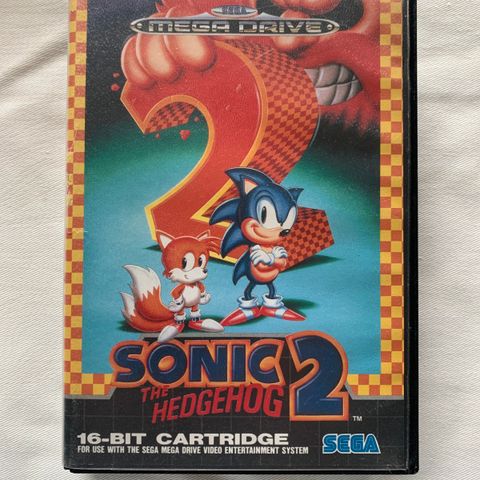 SEGA
MEGA DRIVE
2
SONIC
THE
HEDGEHOG 2
TM
16-BIT CARTRIDGE
FOR USE WITH THE SEGA MEGA DRIVE VIDEO ENTERTAINMENT SYSTEM
SEGA